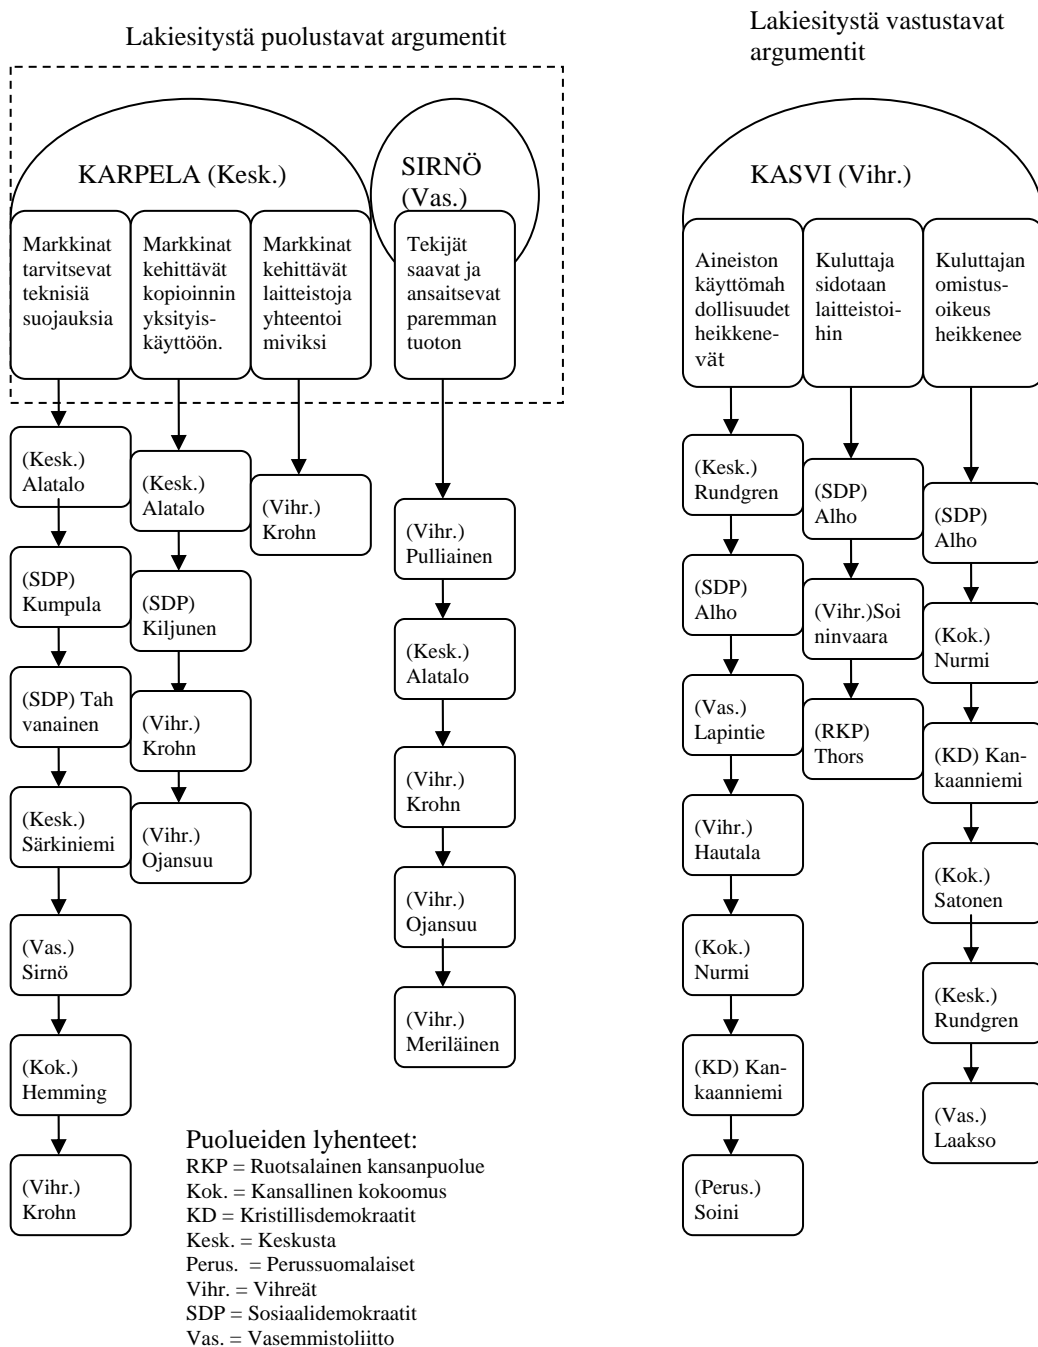 Lakiesitystä puolustavat argumentit
Lakiesitystä vastustavat
argumentit
KARPELA (Kesk.)
SIRNÖ
(Vas.)
KASVI (Vihr.)
Markkinat
tarvitsevat
teknisiä
suojauksia
Markkinat
kehittävät
kopioinnin
yksityis-
käyttöön.
Markkinat
kehittävät
laitteistoja
yhteentoi
miviksi
Tekijät
saavat ja
ansaitsevat
paremman
tuoton
Aineiston
käyttömah
dollisuudet
heikkene-
vät
Kuluttaja
sidotaan
laitteistoi-
hin
Kuluttajan
omistus-
oikeus
heikkenee
(Kesk.)
Alatalo
(SDP)
Kumpula
(SDP) Tah
vanainen
(Kesk.)
Särkiniemi
(Vas.)
Sirnö
(Kok.)
Hemming
(Vihr.)
Krohn
(Kesk.)
Alatalo
(SDP)
Kiljunen
(Vihr.)
Krohn
(Vihr.)
Ojansuu
(Vihr.)
Krohn
(Vihr.)
Pulliainen
(Kesk.)
Alatalo
(Vihr.)
Krohn
(Vihr.)
Ojansuu
(Vihr.)
Meriläinen
(Kesk.)
Rundgren
(SDP)
Alho
(Vas.)
Lapintie
(Vihr.)
Hautala
(Kok.)
Nurmi
(KD) Kan-
kaanniemi
(Perus.)
Soini
(SDP)
Alho
(Vihr.)Soi
ninvaara
(RKP)
Thors
(SDP)
Alho
(Kok.)
Nurmi
(KD) Kan-
kaanniemi
(Kok.)
Satonen
(Kesk.)
Rundgren
(Vas.)
Laakso
Puolueiden lyhenteet:
RKP = Ruotsalainen kansanpuolue
Kok. = Kansallinen kokoomus
KD = Kristillisdemokraatit
Kesk. = Keskusta
Perus. = Perussuomalaiset
Vihr. = Vihreät
SDP = Sosiaalidemokraatit
Vas. = Vasemmistoliitto